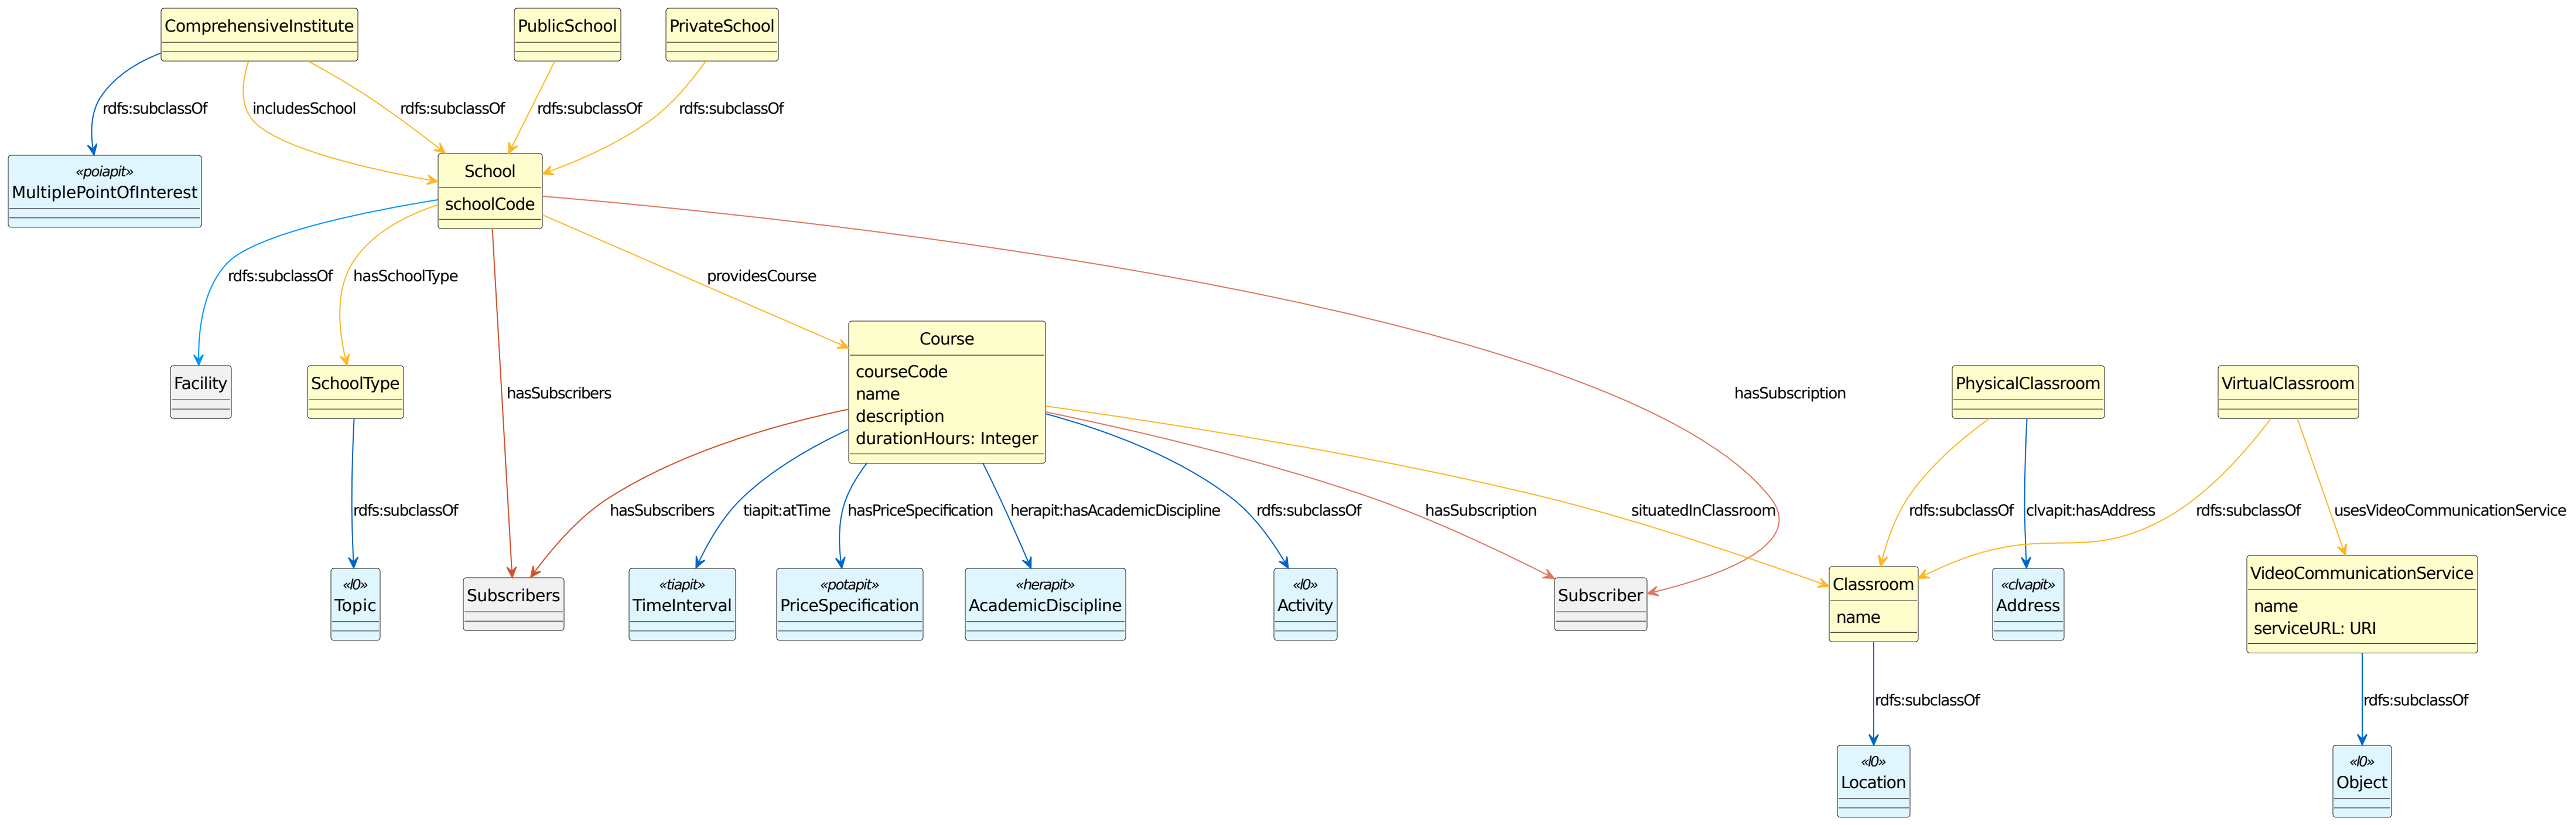 ComprehensiveInstitute
PublicSchool
PrivateSchool
rdfs:subclassOf
includesSchool
rdfs:subclassOf
rdfs:subclassOf
rdfs:subclassOf
«poiapit»
MultiplePointOfInterest
School
schoolCode
rdfs:subclassOf
hasSchoolType
providesCourse
Course
courseCode
name
description
durationHours: Integer
Facility
SchoolType
hasSubscribers
hasSubscription
PhysicalClassroom
VirtualClassroom
rdfs:subclassOf
hasSubscribers
tiapit:atTime
hasPriceSpecification
herapit:hasAcademicDiscipline
rdfs:subclassOf
hasSubscription
situatedInClassroom
rdfs:subclassOf
clvapit:hasAddress
rdfs:subclassOf
usesVideoCommunicationService
«l0»
Topic
Subscribers
«tiapit»
TimeInterval
«potapit»
PriceSpecification
«herapit»
AcademicDiscipline
«l0»
Activity
Subscriber
Classroom
name
«clvapit»
Address
VideoCommunicationService
name
serviceURL: URI
rdfs:subclassOf
rdfs:subclassOf
«l0»
Location
«l0»
Object